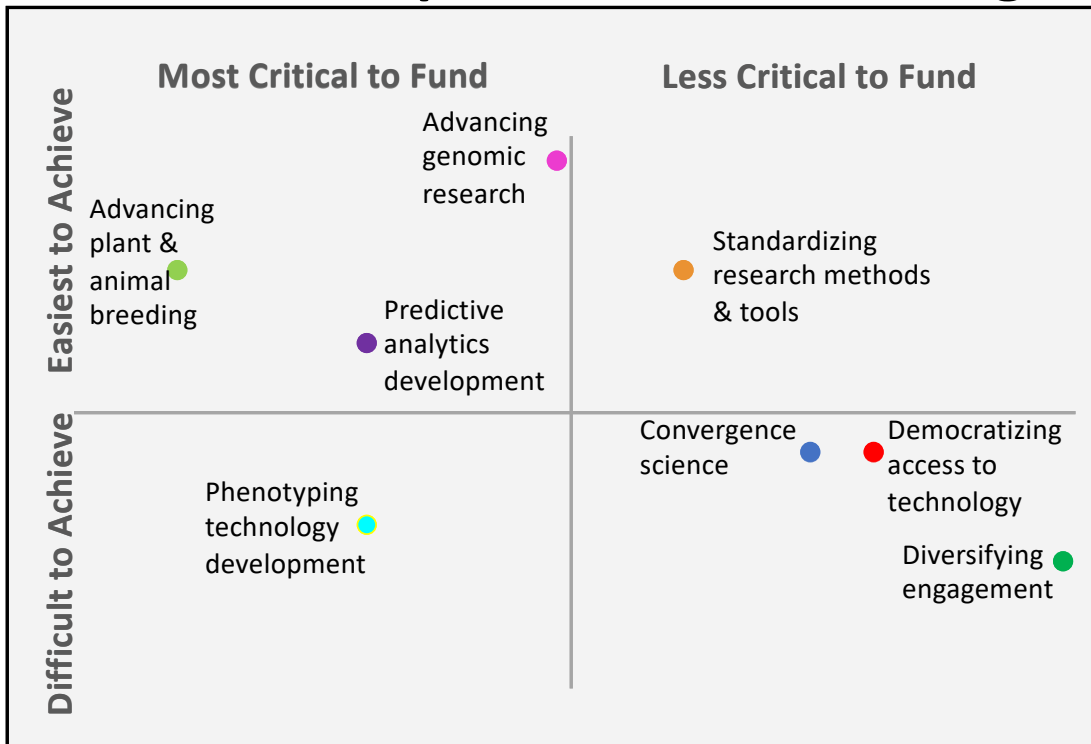 Most Critical to Fund
Less Critical to Fund
Easiest to Achieve
Difficult to Achieve
Advancing
genomic
research
Advancing
plant &
animal
breeding
Predictive
analytics
development
Standardizing
research methods
& tools
Convergence
science
Democratizing
access to
technology
Phenotyping
technology
development
Diversifying
engagement